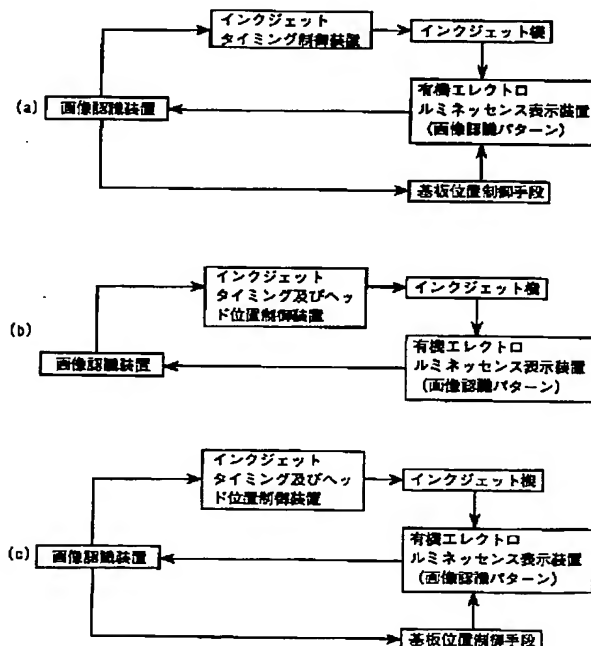 インクジェット
タイミング制御装置
インクジェット機
(a)
画像認識装置
有機エレクトロ
ルミネッセンス表示装置
(画像認識パターン)
基板位置制御手段
インクジェット
タイミング及びヘッ
ド位置制御装置
インクジェット機
(b)
画像認識装置
有機エレクトロ
ルミネッセンス表示装置
(画像認識パターン)
インクジェット
タイミング及びヘッ
ド位置制御装置
インクジェット機
(c)
画像認識装置
有機エレクトロ
ルミネッセンス表示装置
(画像認識パターン)
基板位置制御手段